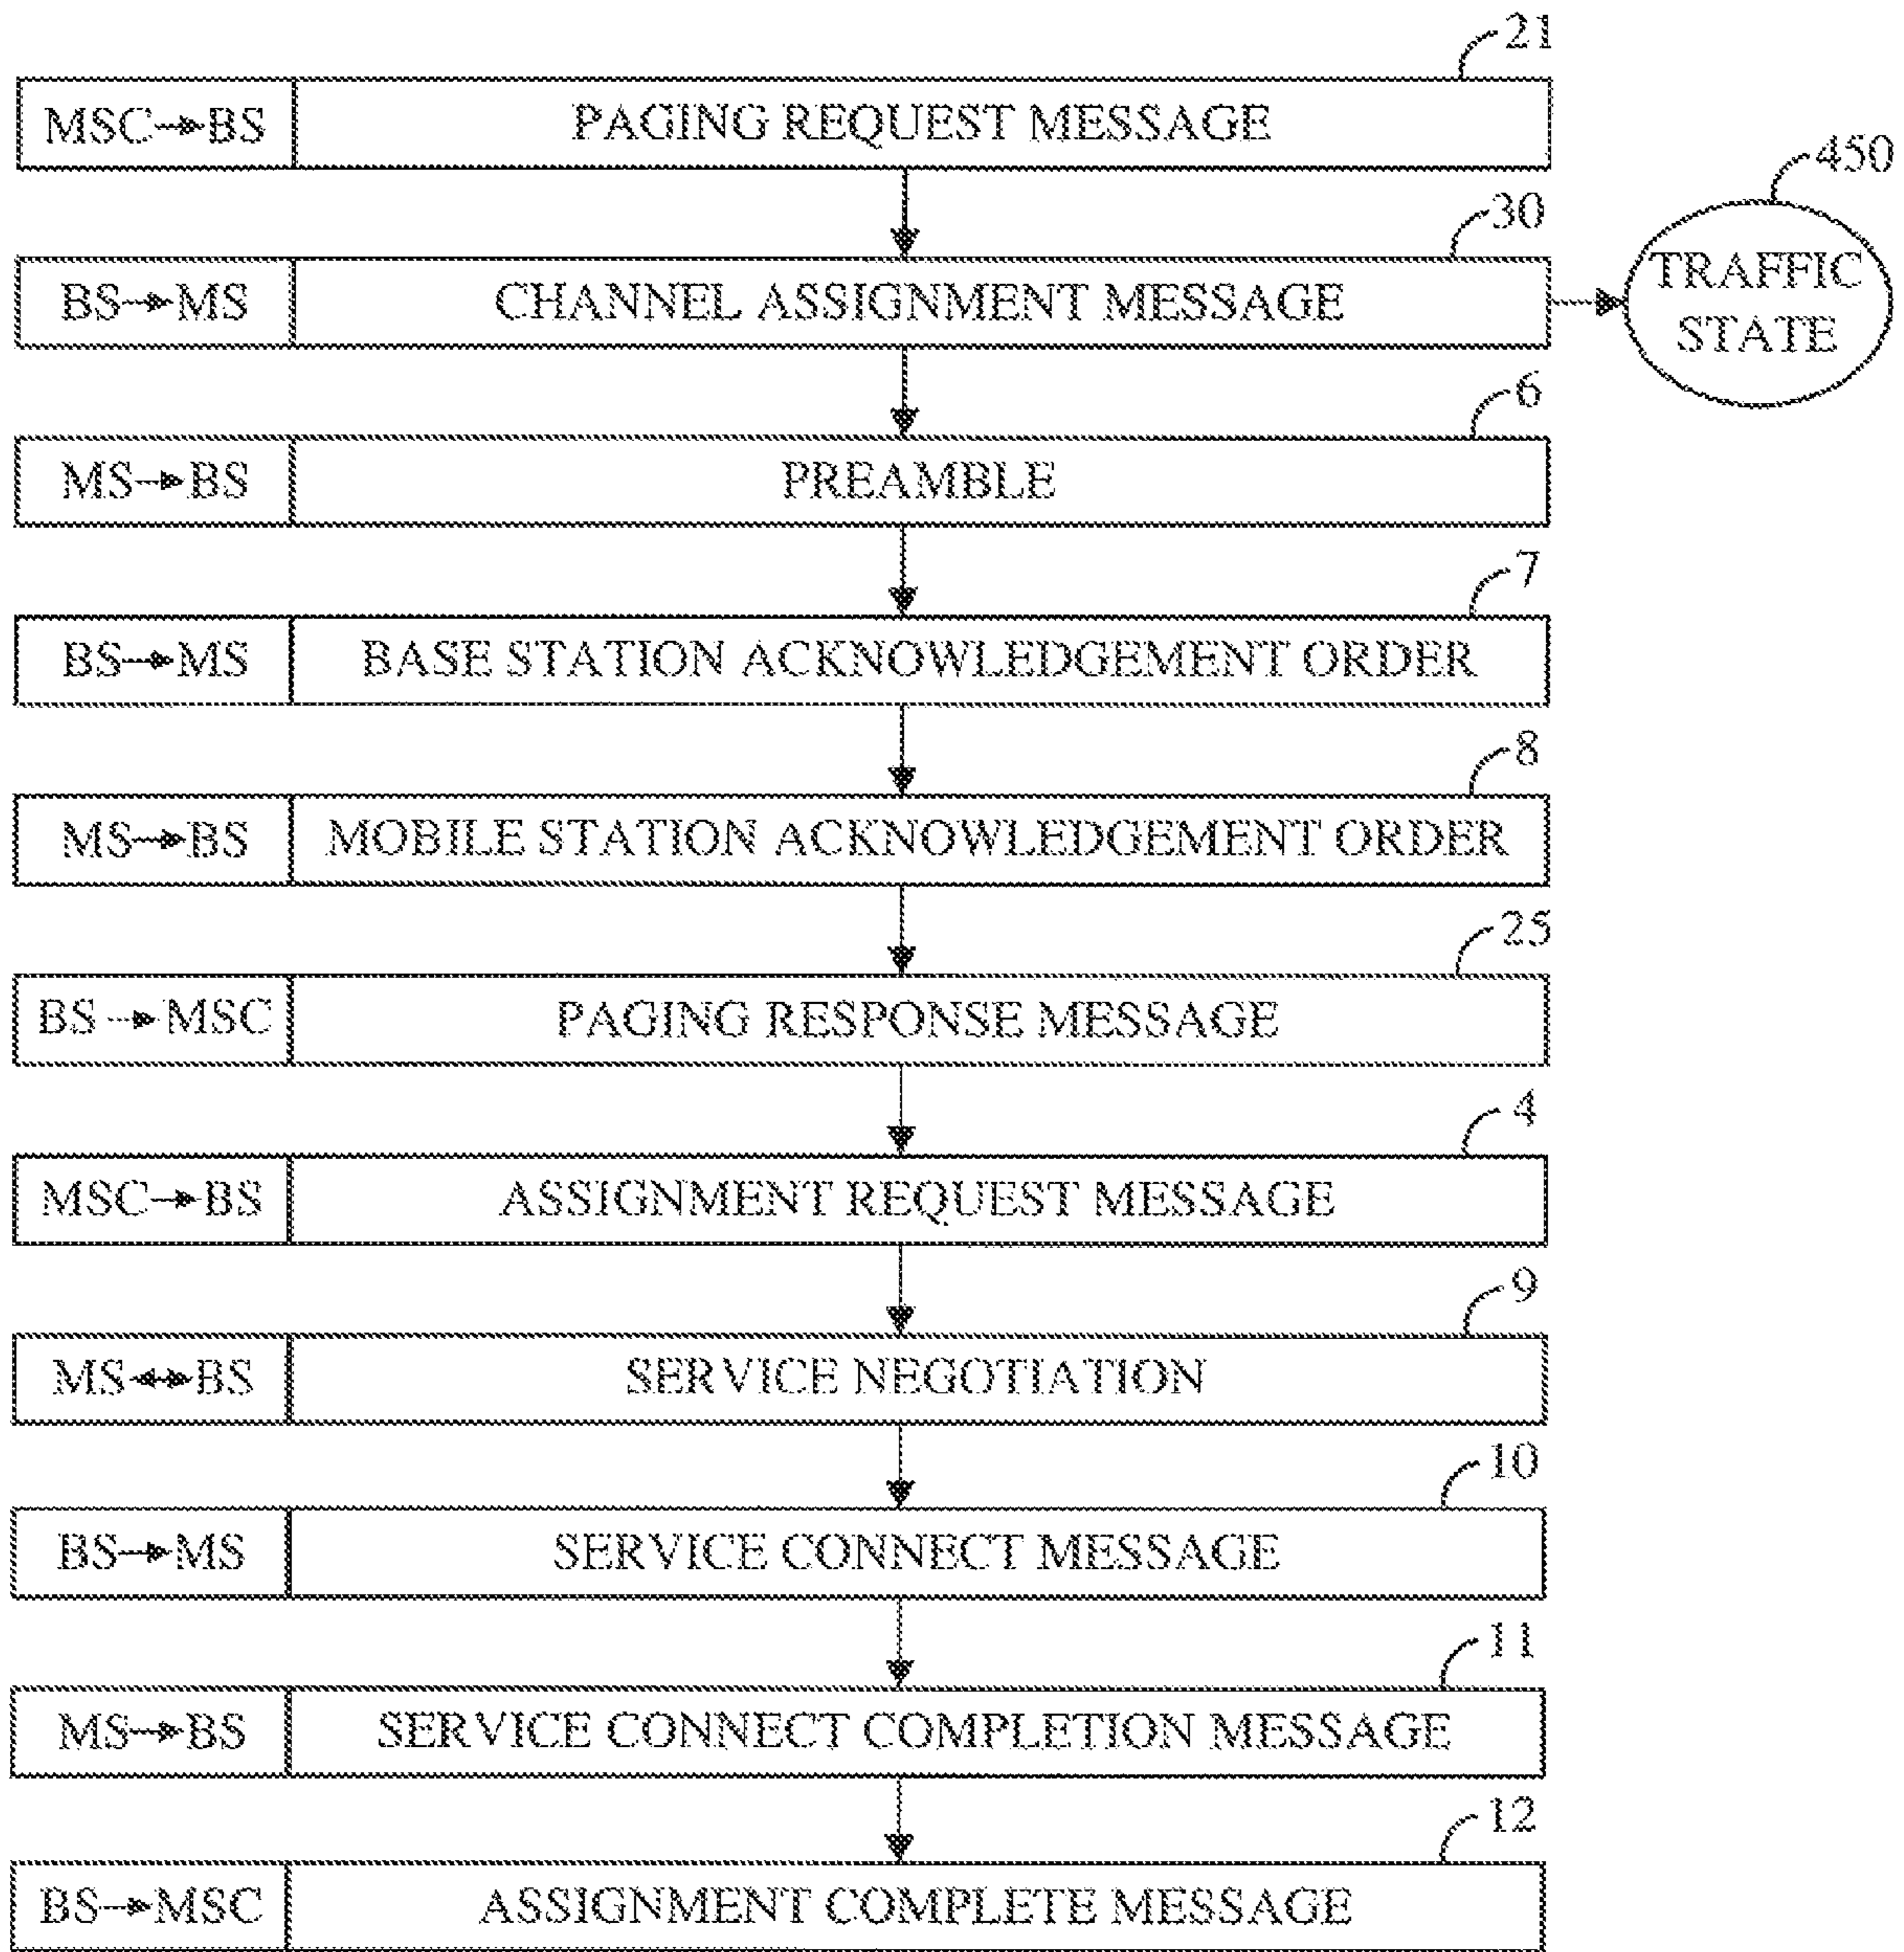 21
MSC→BS PAGING REQUEST MESSAGE
450
30
BS→MS CHANNEL ASSIGNMENT MESSAGE
TRAFFIC
STATE
6
MS→BS PREAMBLE
7
BS→MS BASE STATION ACKNOWLEDGEMENT ORDER
8
MS→BS MOBILE STATION ACKNOWLEDGEMENT ORDER
25
BS→MSC PAGING RESPONSE MESSAGE
4
MSC→BS ASSIGNMENT REQUEST MESSAGE
9
MS↔BS SERVICE NEGOTIATION
10
BS→MS SERVICE CONNECT MESSAGE
11
MS→BS SERVICE CONNECT COMPLETION MESSAGE
12
BS→MSC ASSIGNMENT COMPLETE MESSAGE